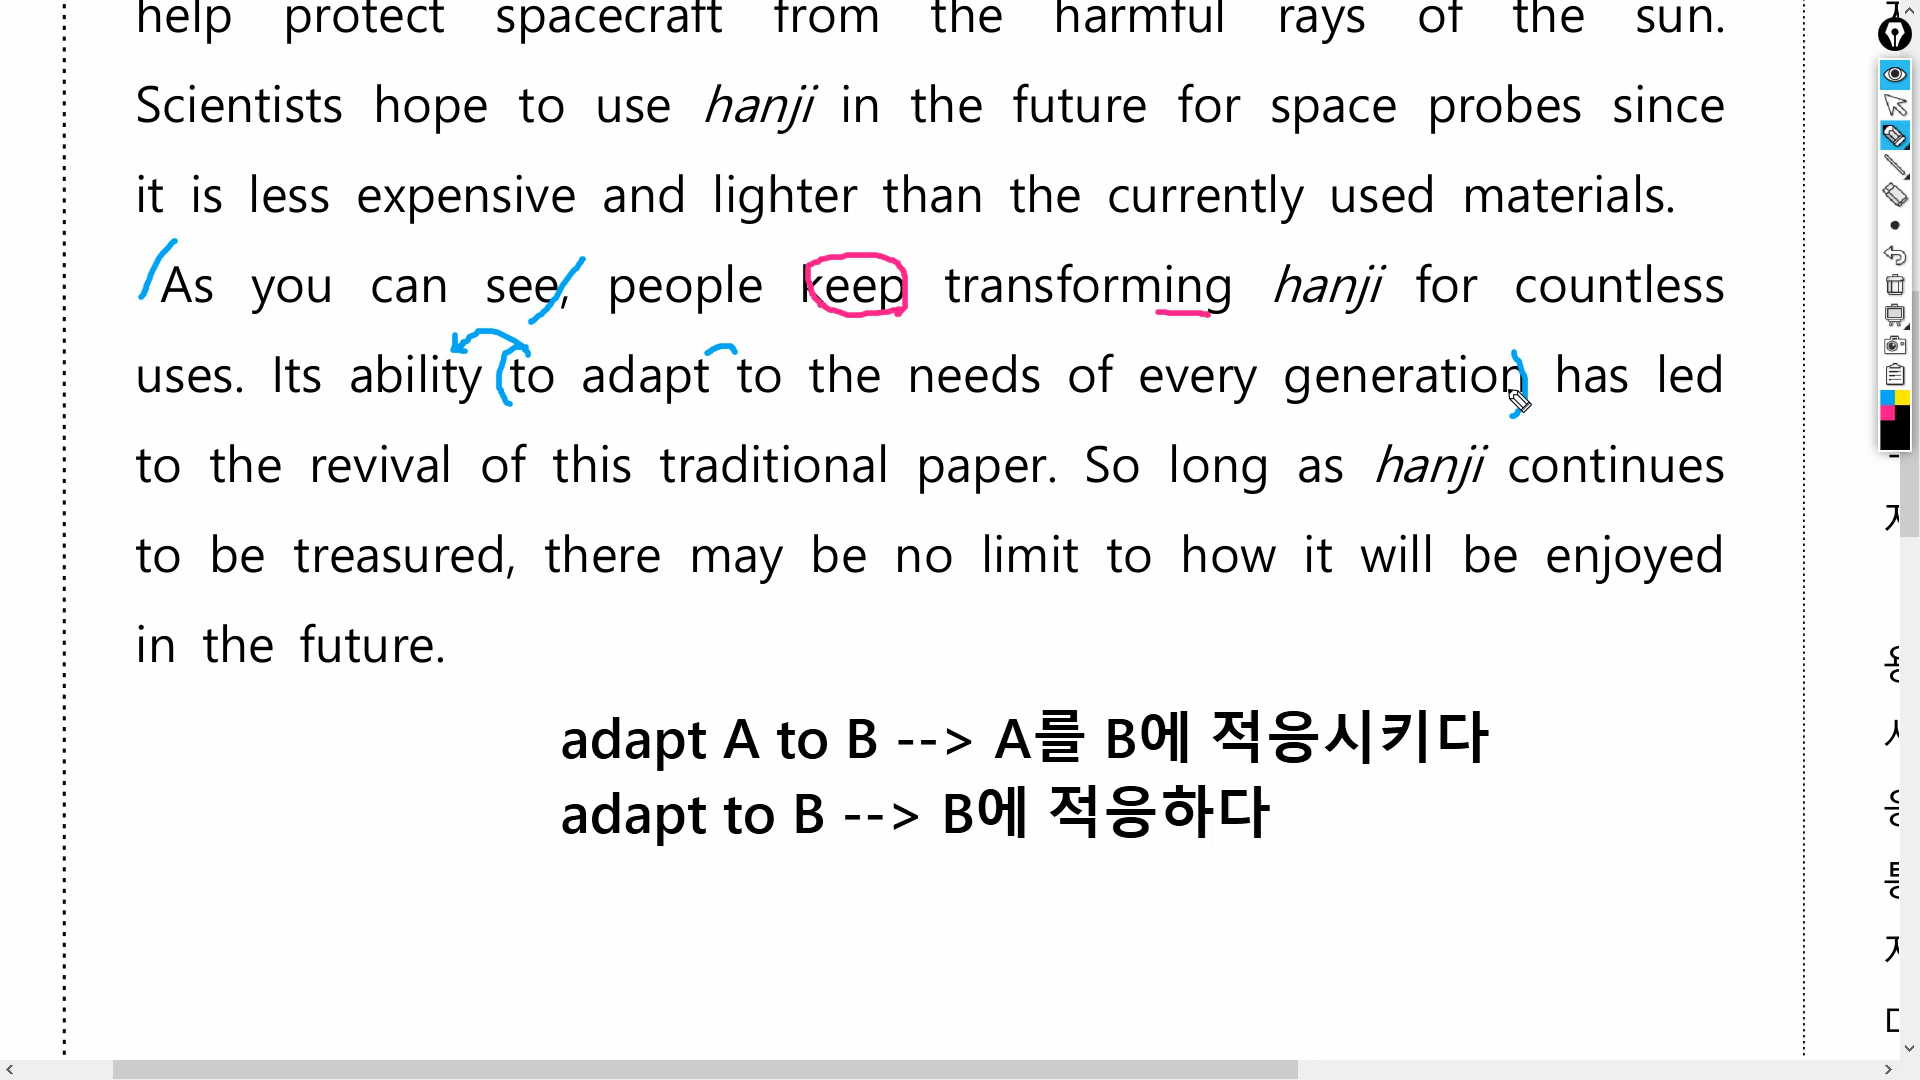 help protect spacecraft from the harmful rays of the sun.
Scientists hope to use hanji in the future for space probes since
it is less expensive and lighter than the currently used materials.
As you can see, people keep transforming hanji for countless
uses. Its ability to adapt to the needs of every generation has led
to the revival of this traditional paper. So long as hanji continues
to be treasured, there may be no limit to how it will be enjoyed
in the future.
adapt A to B --> A를 B에 적응시키다
adapt to B --> B에 적응하다